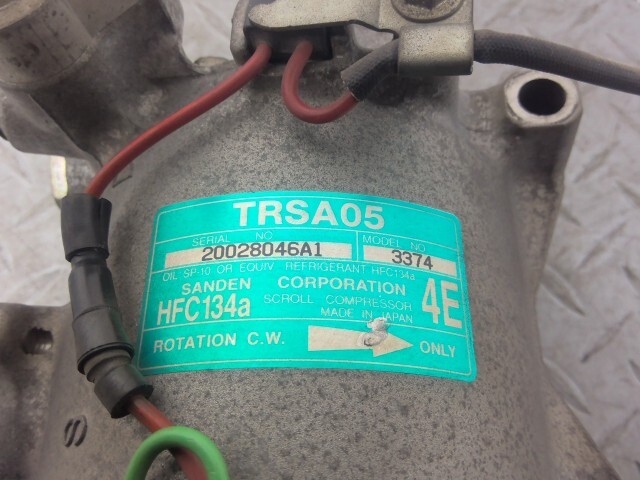 TRSA05
SERIAL NO MODEL NO
20028046A1 3374
OIL SP-10 OR EQUIV REFRIGERANT HFC134a
SANDEN CORPORATION
SCROLL COMPRESSOR
HFC134a MADE IN JAPAN 4E
ROTATION C.W. ONLY